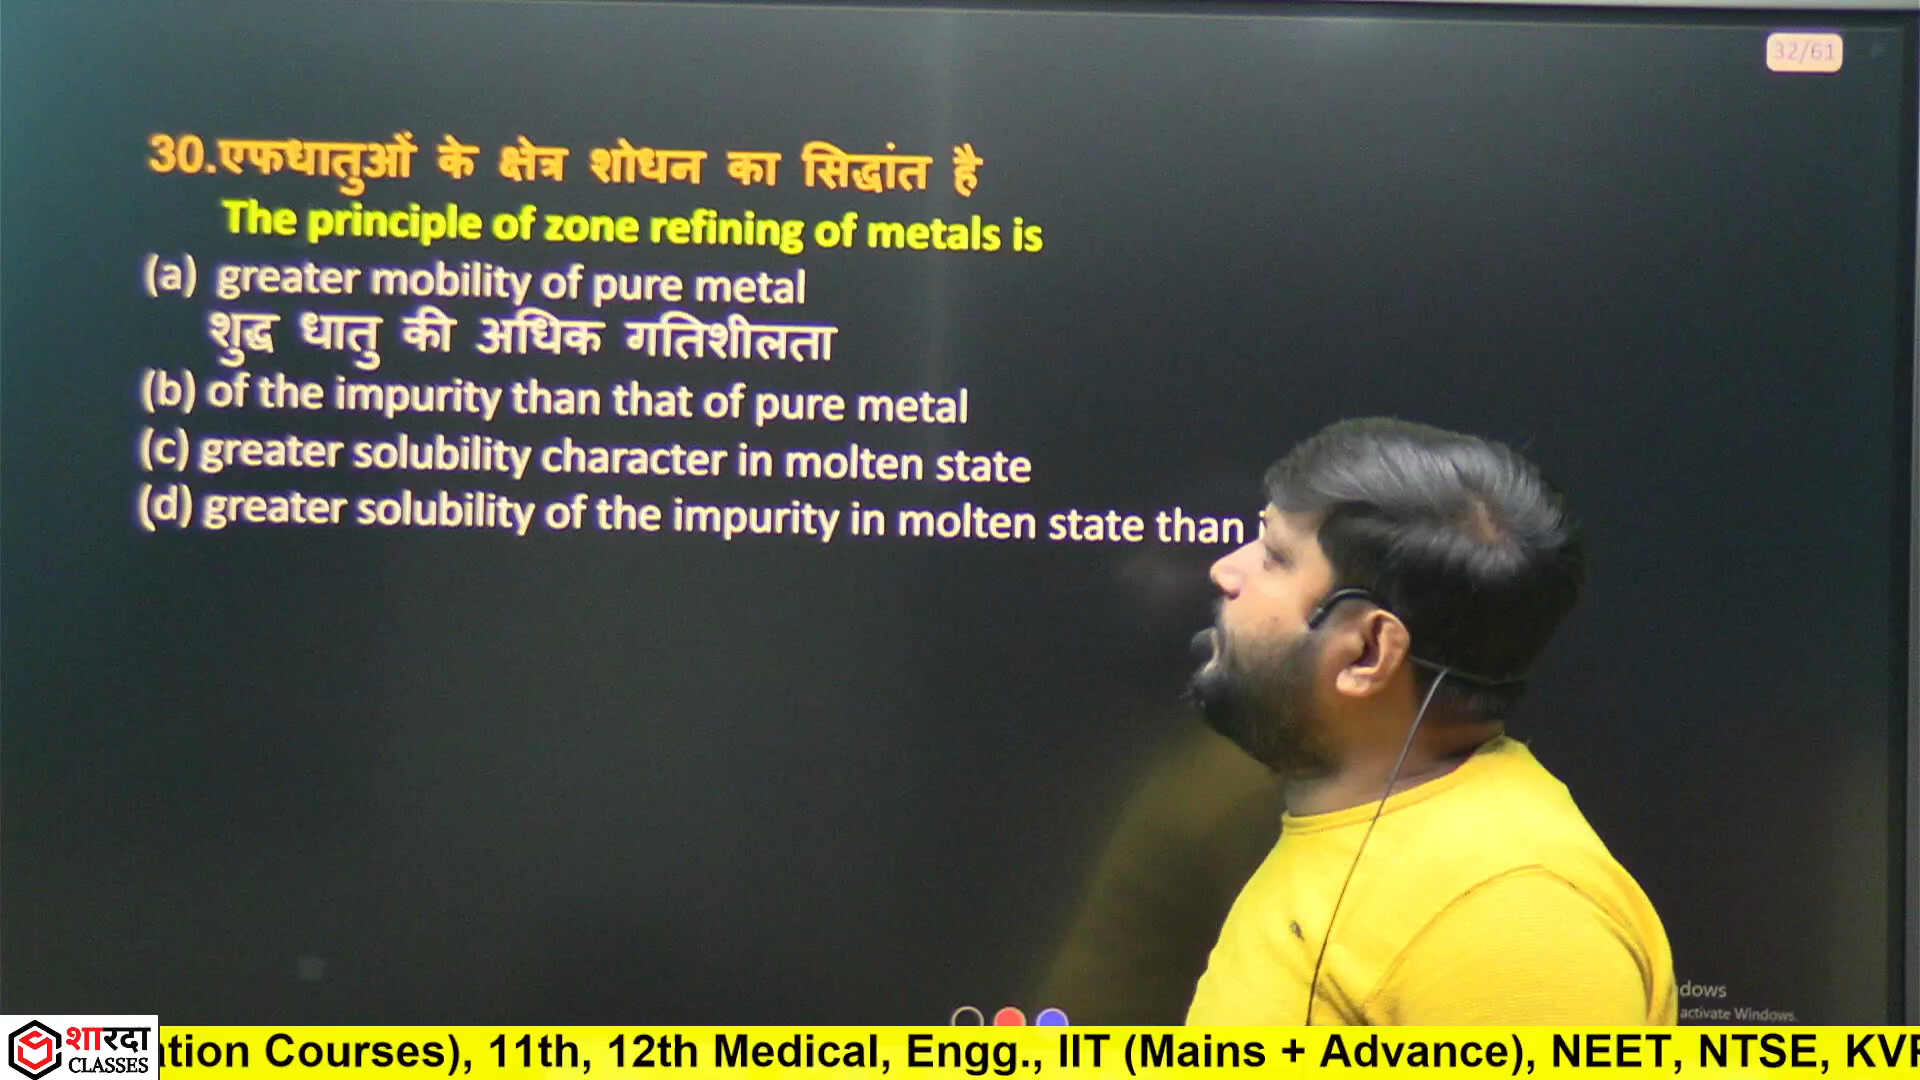 32/61
30.एफधातुओं के क्षेत्र शोधन का सिद्धांत है
The principle of zone refining of metals is
(a) greater mobility of pure metal
शुद्ध धातु की अधिक गतिशीलता
(b) of the impurity than that of pure metal
(c) greater solubility character in molten state
(d) greater solubility of the impurity in molten state than
dows
activate Windows.
शारदा
CLASSES
ation Courses), 11th, 12th Medical, Engg., IIT (Mains + Advance), NEET, NTSE, KVP